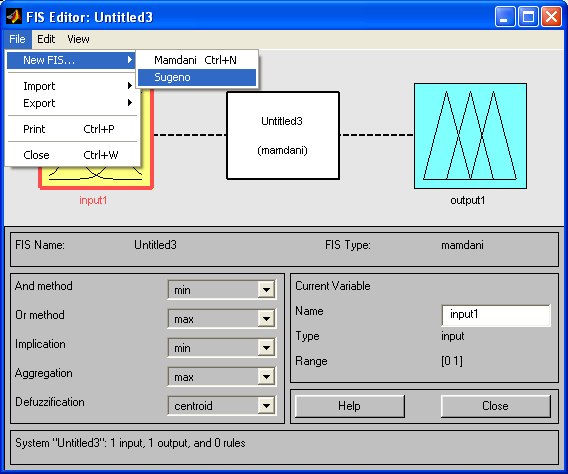 FIS Editor: Untitled3
File Edit View
New FIS...
Mamdani Ctrl+N
Sugeno
Import
Export
Print Ctrl+P
Close Ctrl+W
Untitled3
(mamdani)
input1
output1
FIS Name: Untitled3 FIS Type: mamdani
And method min
Or method max
Implication min
Aggregation max
Defuzzification centroid
Current Variable
Name input1
Type input
Range [0 1]
Help Close
System "Untitled3": 1 input, 1 output, and 0 rules